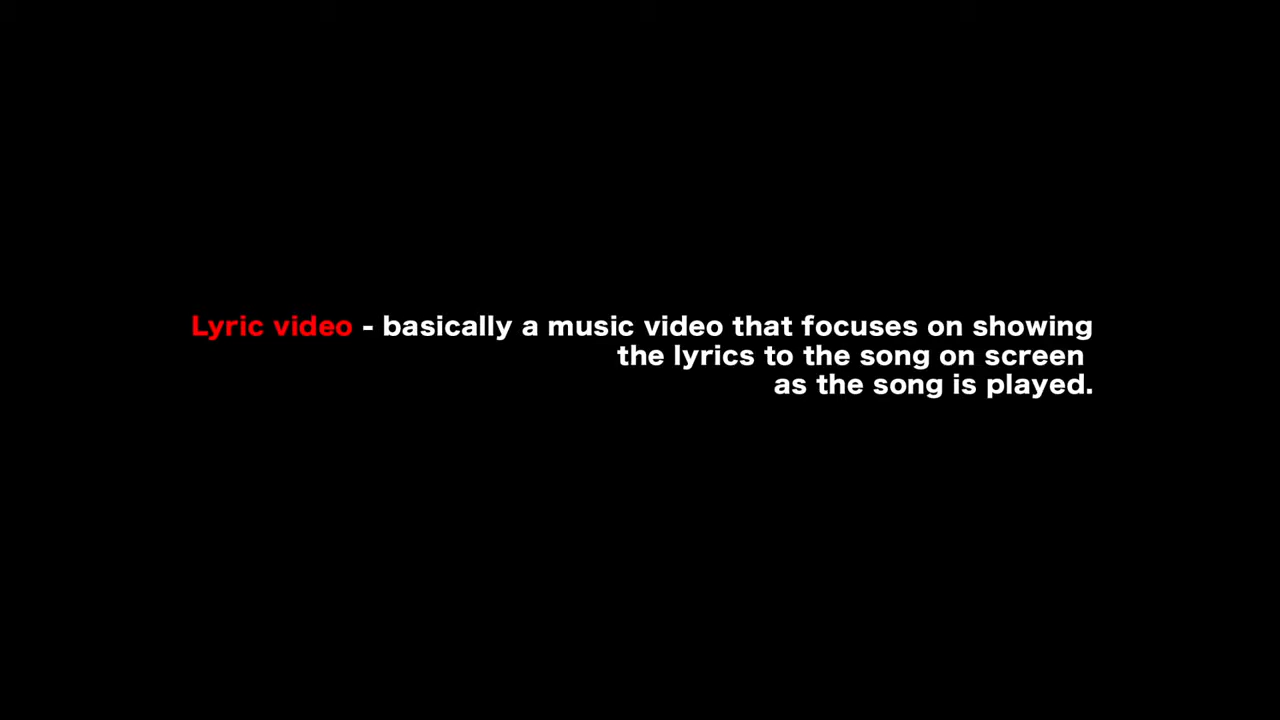 Lyric video - basically a music video that focuses on showing
the lyrics to the song on screen
as the song is played.